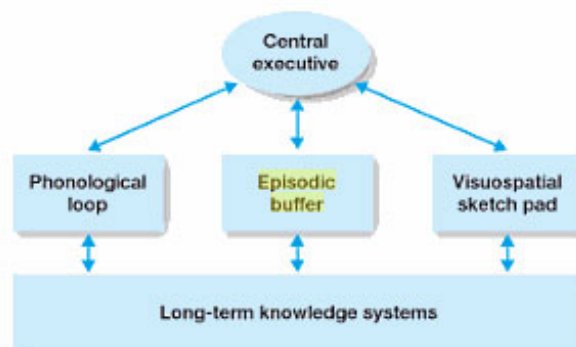 Central
executive
Phonological
loop
Episodic
buffer
Visuospatial
sketch pad
Long-term knowledge systems